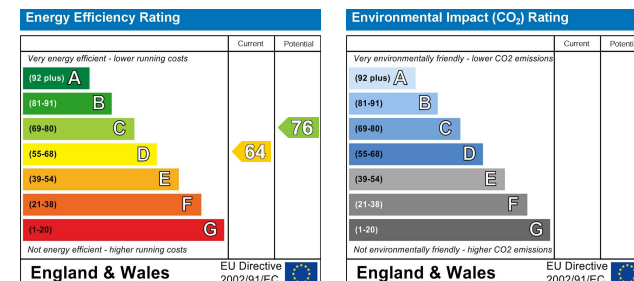 Energy Efficiency Rating
Current Potential
Very energy efficient - lower running costs
(92 plus) A
(81-91) B
(69-80) C
76
(55-68) D
64
(39-54) E
(21-38) F
(1-20) G
Not energy efficient - higher running costs
England & Wales
EU Directive
2002/91/EC
Environmental Impact (CO₂) Rating
Current Potenti
Very environmentally friendly - lower CO2 emissions
(92 plus) A
(81-91) B
(69-80) C
(55-68) D
(39-54) E
(21-38) F
(1-20) G
Not environmentally friendly - higher CO2 emissions
England & Wales
EU Directive
2002/91/EC